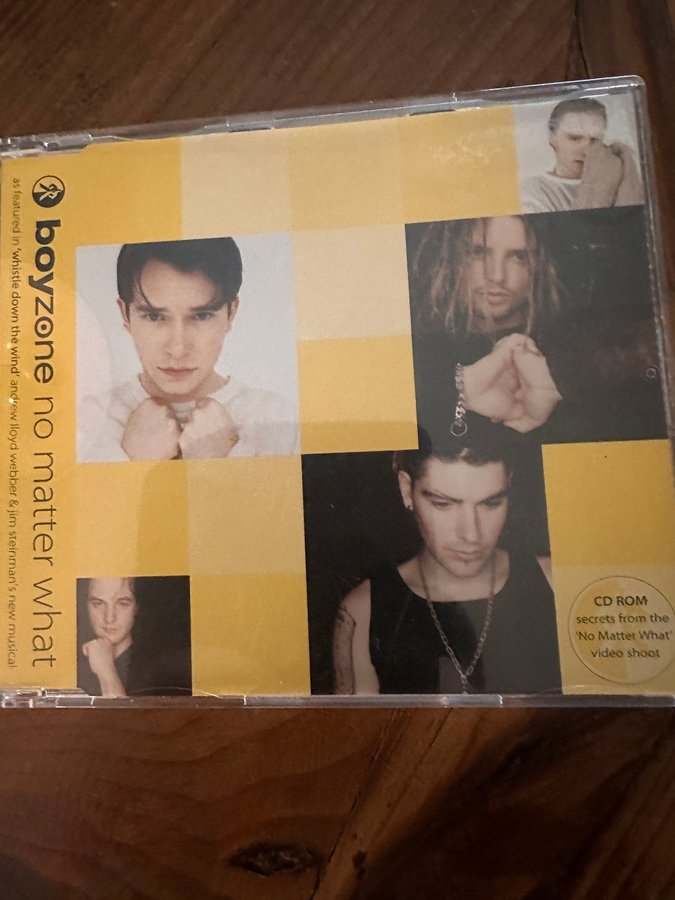 boyzone no matter what
as featured in 'whistle down the wind' andrew lloyd webber & jim steinman's new musical
CD ROM
secrets from the
'No Matter What'
video shoot